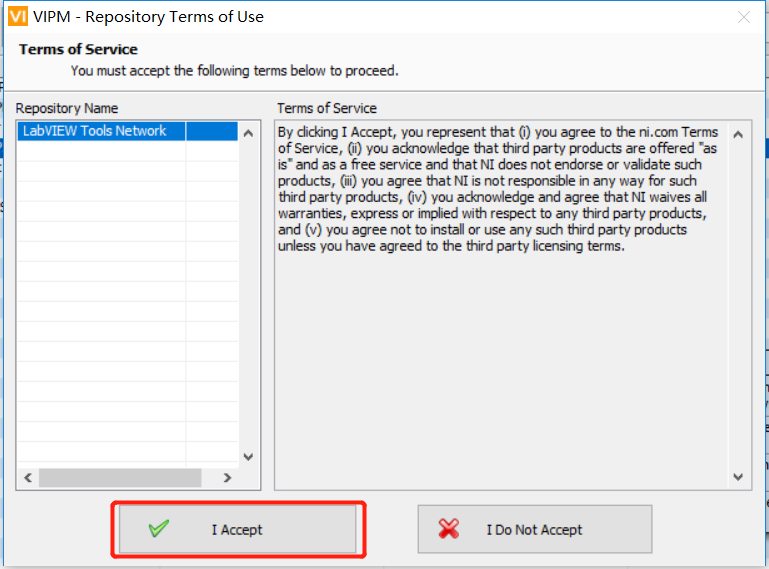 VI VIPM - Repository Terms of Use
Terms of Service
You must accept the following terms below to proceed.
Repository Name
LabVIEW Tools Network
Terms of Service
By clicking I Accept, you represent that (i) you agree to the ni.com Terms
of Service, (ii) you acknowledge that third party products are offered "as
is" and as a free service and that NI does not endorse or validate such
products, (iii) you agree that NI is not responsible in any way for such
third party products, (iv) you acknowledge and agree that NI waives all
warranties, express or implied with respect to any third party products,
and (v) you agree not to install or use any such third party products
unless you have agreed to the third party licensing terms.
I Accept
I Do Not Accept